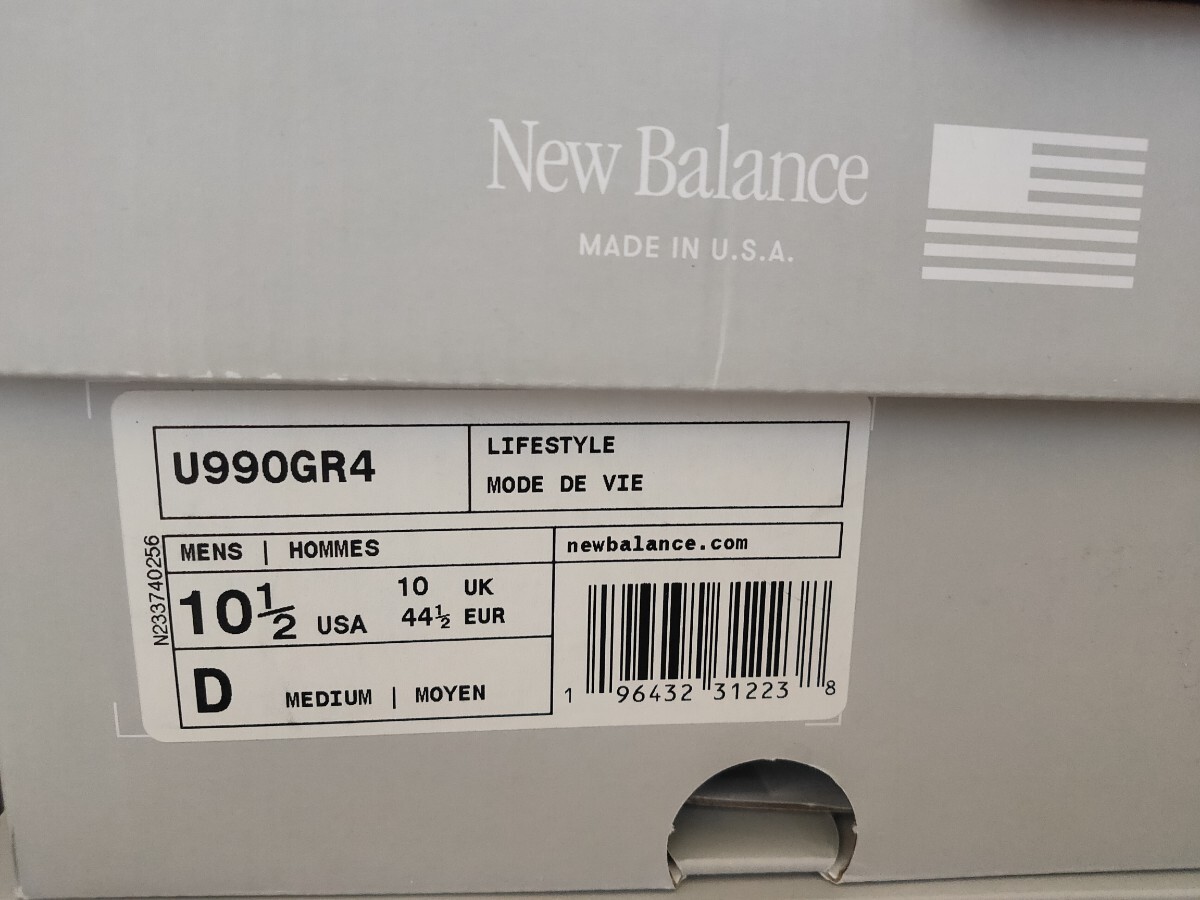 New Balance
MADE IN U.S.A.
U990GR4
LIFESTYLE
MODE DE VIE
N233740256
MENS | HOMMES
newbalance.com
10½ USA
10 UK
44½ EUR
D MEDIUM | MOYEN
1 96432 31223 8